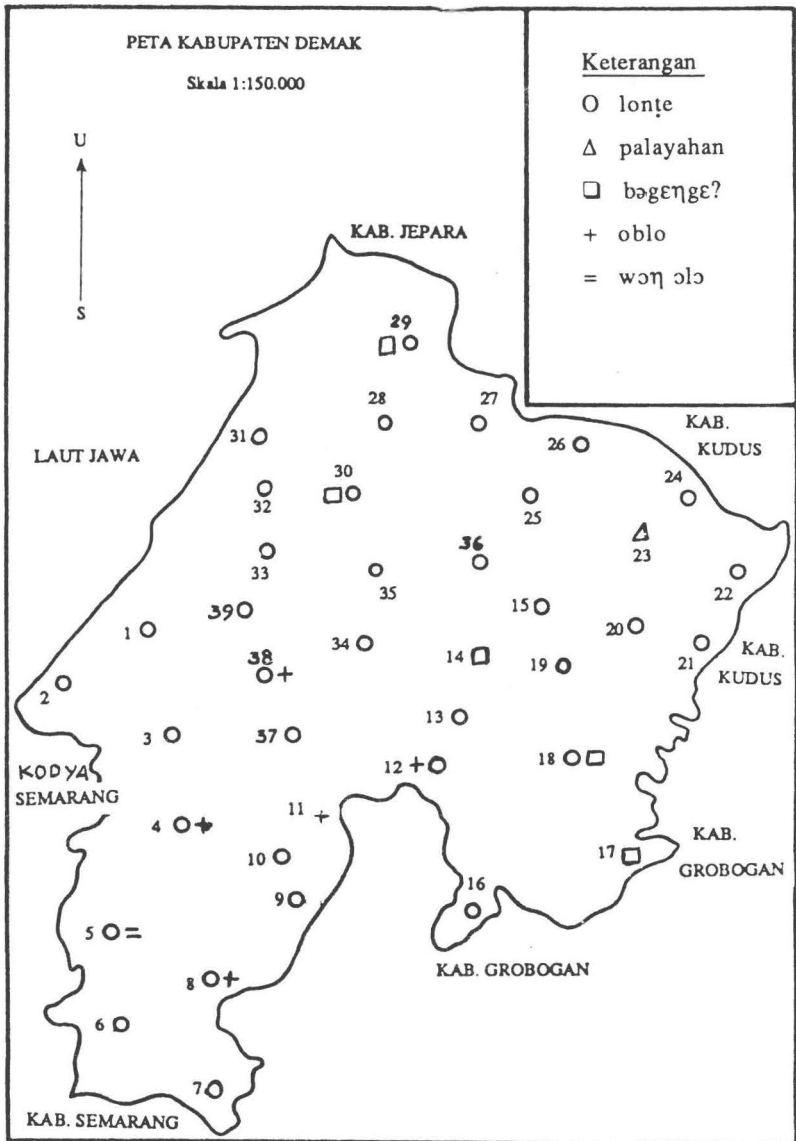 PETA KABUPATEN DEMAK
Skala 1:150.000
Keterangan
O lonṭe
Δ palayahan
□ bəgɛηgɛ?
+ oblo
= wɔη ɔlɔ
U
S
KAB. JEPARA
29
28
27
26
KAB.
KUDUS
31
LAUT JAWA
30
24
32
25
23
36
33
35
22
39
15
1
20
34
14
21
KAB.
KUDUS
38
19
2
13
3
37
18
12
KODYA
SEMARANG
11
4
KAB.
GROBOGAN
17
10
9
16
5
KAB. GROBOGAN
8
6
7
KAB. SEMARANG